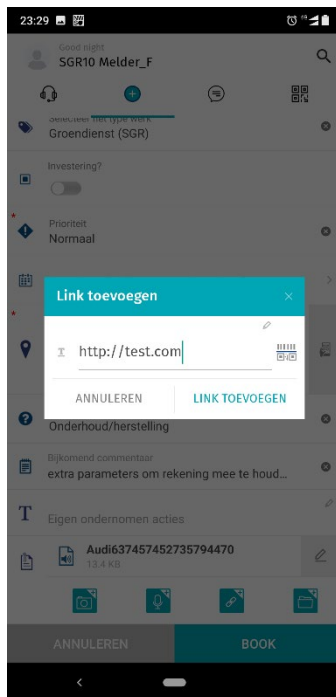 23:29
Good night
SGR10 Melder_F
Selecteer het type werk
Groendienst (SGR)
Investering?
Prioriteit
Normaal
Link toevoegen
http://test.com
ANNULEREN
LINK TOEVOEGEN
Onderhoud/herstelling
Bijkomend commentaar
extra parameters om rekening mee te houd...
Eigen ondernomen acties
Audi637457452735794470
13.4 KB
ANNULEREN
BOOK